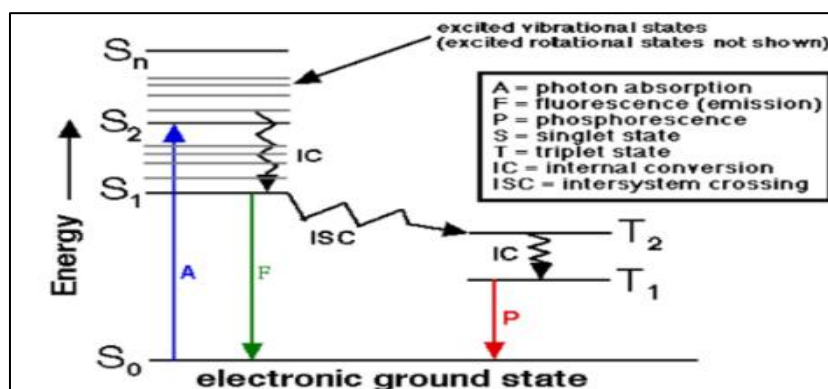 excited vibrational states
(excited rotational states not shown)
A = photon absorption
F = fluorescence (emission)
P = phosphorescence
S = singlet state
T = triplet state
IC = internal conversion
ISC = intersystem crossing
Energy
Sn
S2
S1
S0
A
IC
F
ISC
IC
T2
T1
P
electronic ground state